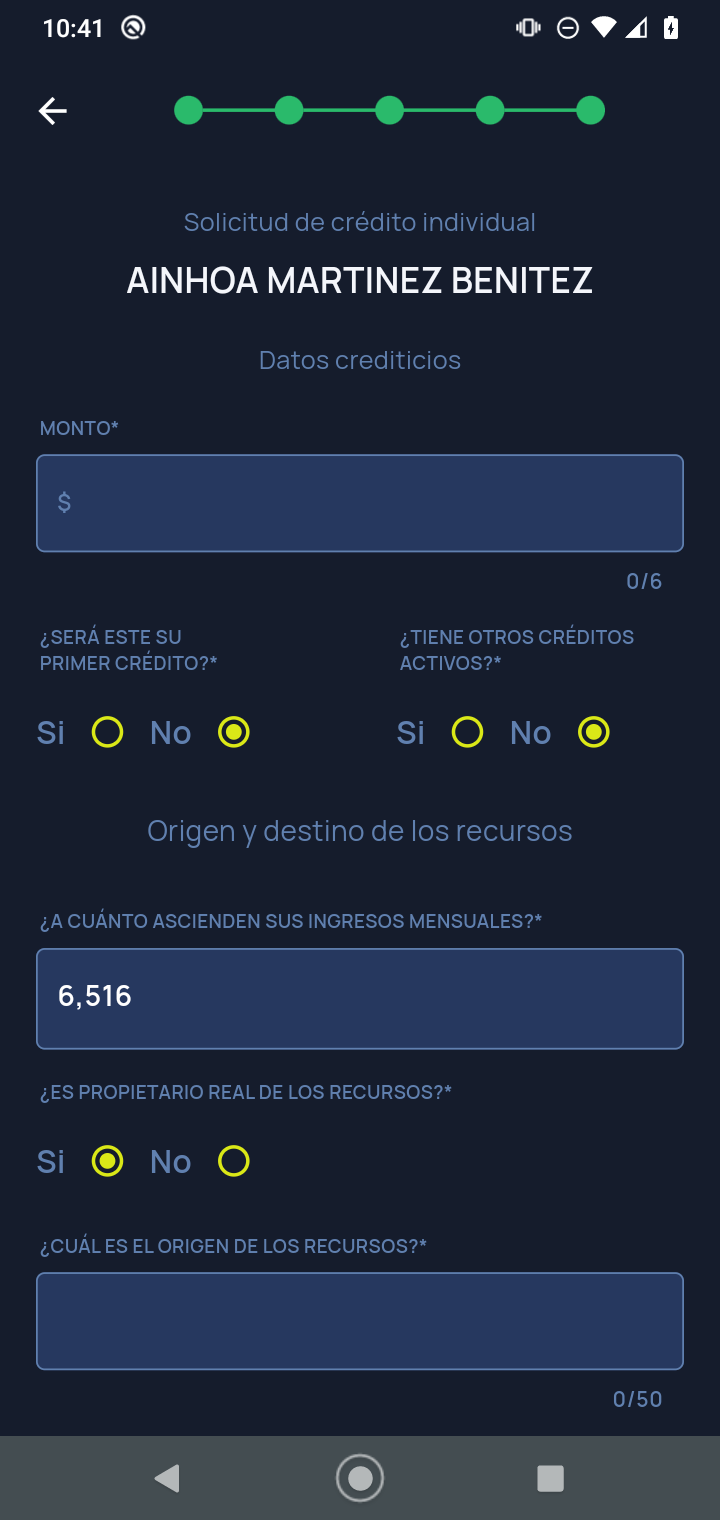 10:41
Solicitud de crédito individual
AINHOA MARTINEZ BENITEZ
Datos crediticios
MONTO*
$
0/6
¿SERÁ ESTE SU
PRIMER CRÉDITO?*
Si No
¿TIENE OTROS CRÉDITOS
ACTIVOS?*
Si No
Origen y destino de los recursos
¿A CUÁNTO ASCIENDEN SUS INGRESOS MENSUALES?*
6,516
¿ES PROPIETARIO REAL DE LOS RECURSOS?*
Si No
¿CUÁL ES EL ORIGEN DE LOS RECURSOS?*
0/50